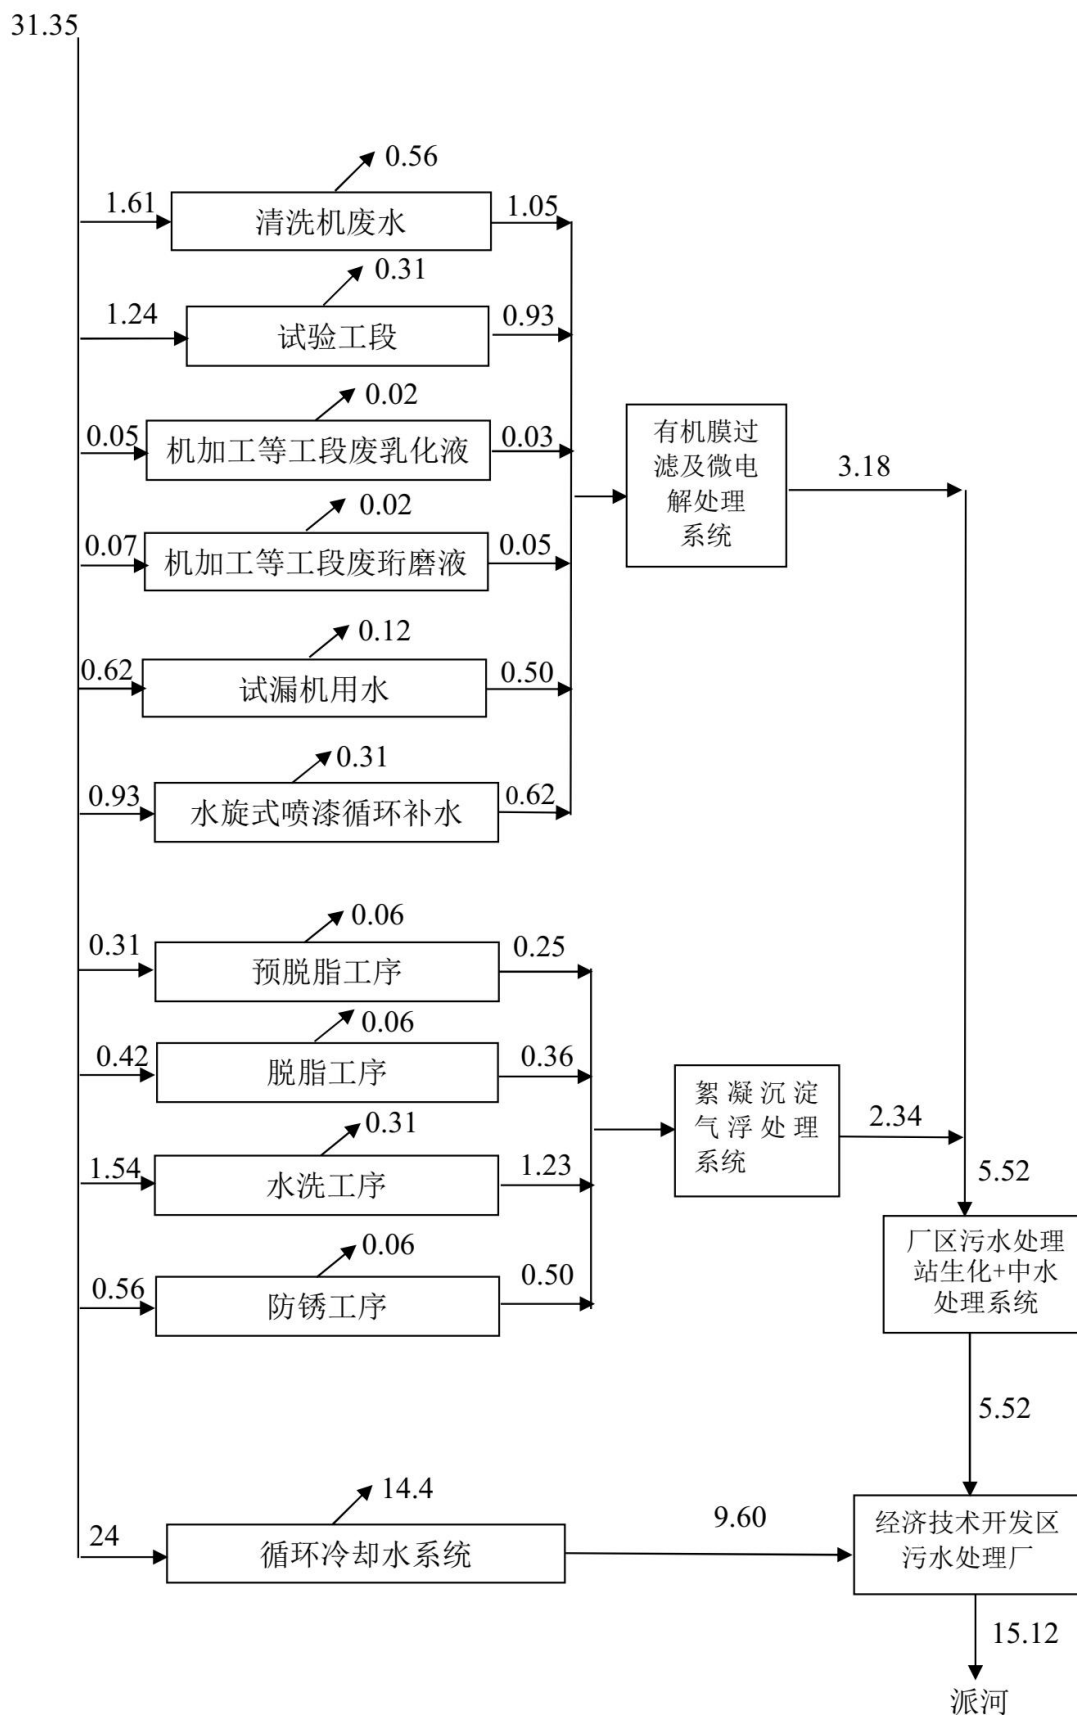 31.35
0.56
1.61
清洗机废水
1.05
0.31
1.24
试验工段
0.93
0.02
0.05
机加工等工段废乳化液
0.03
0.02
0.07
机加工等工段废珩磨液
0.05
0.12
0.62
试漏机用水
0.50
0.31
0.93
水旋式喷漆循环补水
0.62
有机膜过
滤及微电
解处理
系统
3.18
0.06
0.31
预脱脂工序
0.25
0.06
0.42
脱脂工序
0.36
0.31
1.54
水洗工序
1.23
0.06
0.56
防锈工序
0.50
絮凝沉淀
气浮处理
系统
2.34
5.52
厂区污水处理
站生化+中水
处理系统
5.52
14.4
24
循环冷却水系统
9.60
经济技术开发区
污水处理厂
15.12
派河